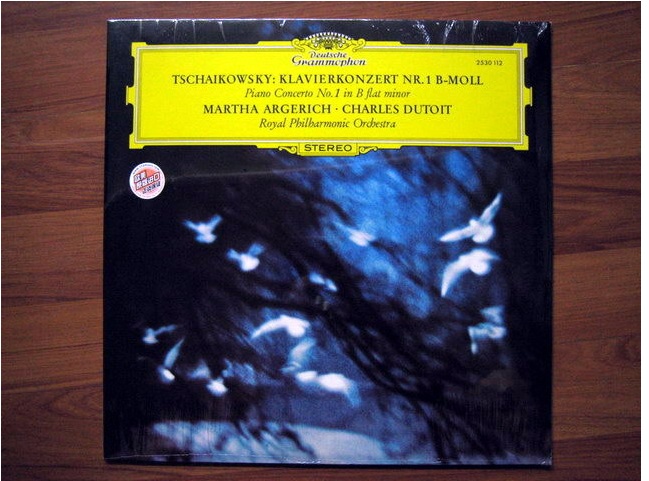 Deutsche
Grammophon
2530 112
TSCHAIKOWSKY: KLAVIERKONZERT NR. 1 B-MOLL
Piano Concerto No. 1 in B flat minor
MARTHA ARGERICH · CHARLES DUTOIT
Royal Philharmonic Orchestra
STEREO